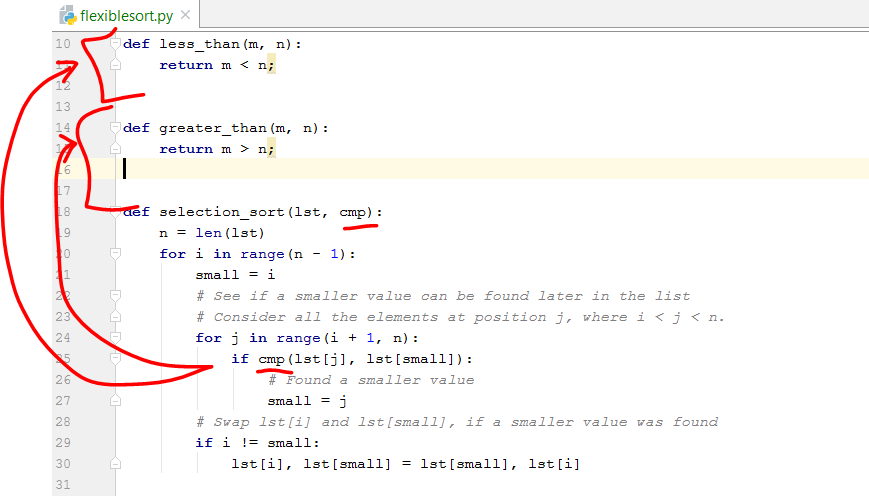 flexiblesort.py
10 def less_than(m, n):
return m < n;
12
13
14 def greater_than(m, n):
15 return m > n;
16
17
18 def selection_sort(lst, cmp):
19 n = len(lst)
20 for i in range(n - 1):
21 small = i
22 # See if a smaller value can be found later in the list
23 # Consider all the elements at position j, where i < j < n.
24 for j in range(i + 1, n):
25 if cmp(lst[j], lst[small]):
26 # Found a smaller value
27 small = j
28 # Swap lst[i] and lst[small], if a smaller value was found
29 if i != small:
30 lst[i], lst[small] = lst[small], lst[i]
31